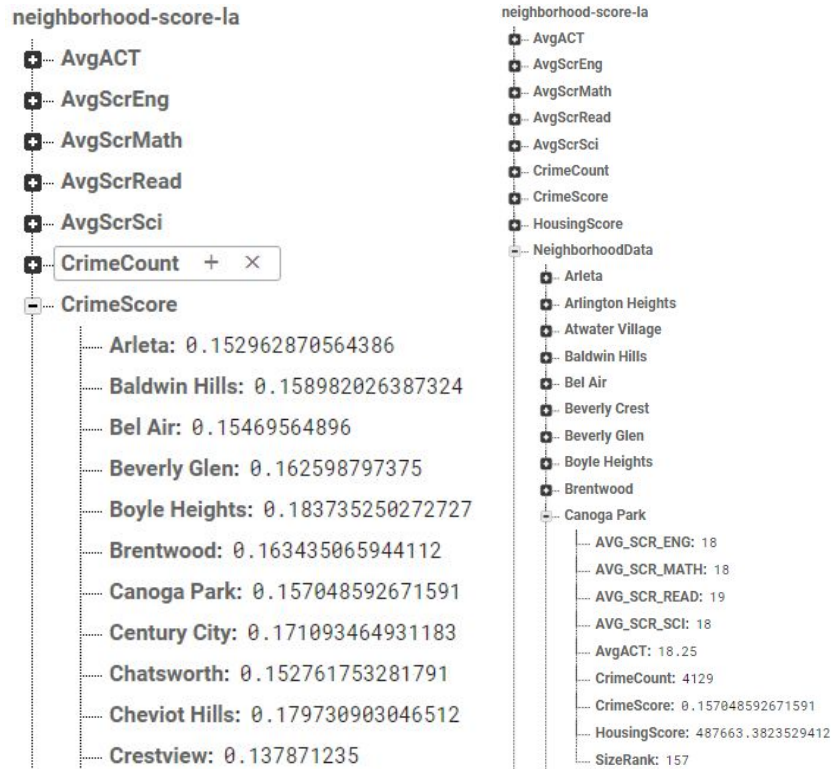 neighborhood-score-la
AvgACT
AvgScrEng
AvgScrMath
AvgScrRead
AvgScrSci
CrimeCount + ×
CrimeScore
Arleta: 0.152962870564386
Baldwin Hills: 0.158982026387324
Bel Air: 0.15469564896
Beverly Glen: 0.162598797375
Boyle Heights: 0.183735250272727
Brentwood: 0.163435065944112
Canoga Park: 0.157048592671591
Century City: 0.171093464931183
Chatsworth: 0.152761753281791
Cheviot Hills: 0.179730903046512
Crestview: 0.137871235
neighborhood-score-la
AvgACT
AvgScrEng
AvgScrMath
AvgScrRead
AvgScrSci
CrimeCount
CrimeScore
HousingScore
NeighborhoodData
Arleta
Arlington Heights
Atwater Village
Baldwin Hills
Bel Air
Beverly Crest
Beverly Glen
Boyle Heights
Brentwood
Canoga Park
AVG_SCR_ENG: 18
AVG_SCR_MATH: 18
AVG_SCR_READ: 19
AVG_SCR_SCI: 18
AvgACT: 18.25
CrimeCount: 4129
CrimeScore: 0.157048592671591
HousingScore: 487663.3823529412
SizeRank: 157